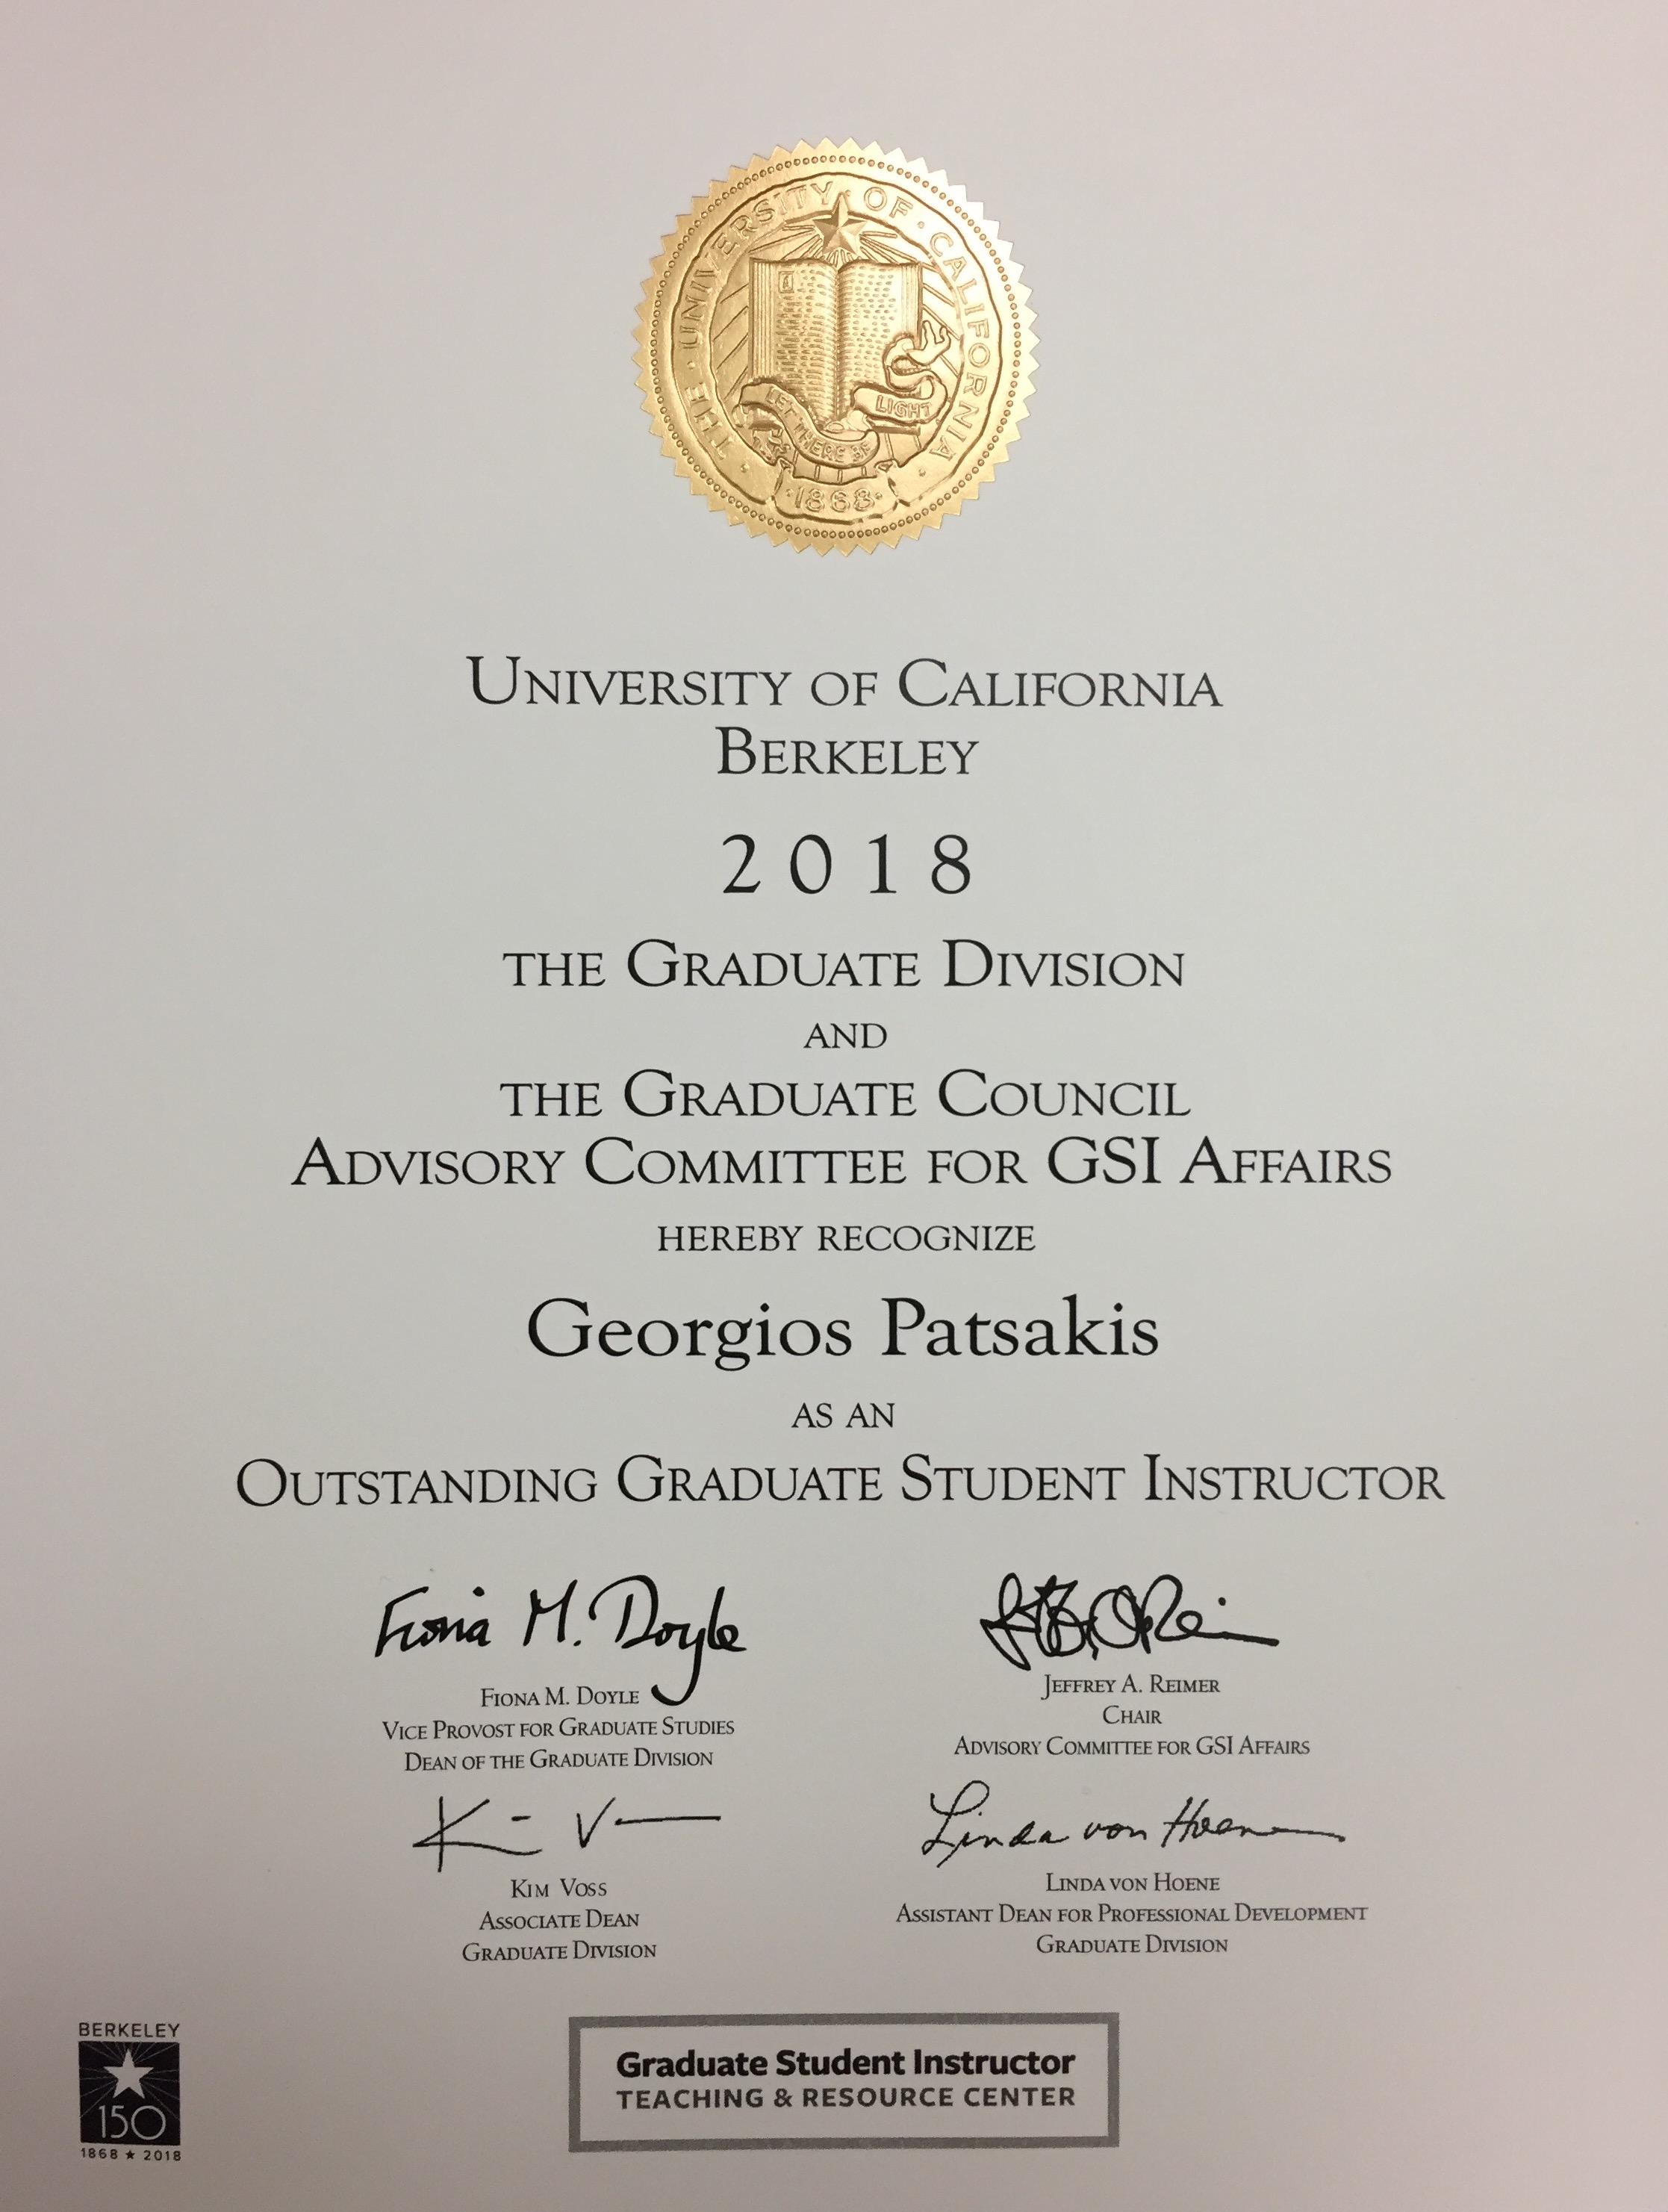 THE · UNIVERSITY · OF · CALIFORNIA
LET THERE BE LIGHT
·1868·
UNIVERSITY OF CALIFORNIA
BERKELEY
2018
THE GRADUATE DIVISION
AND
THE GRADUATE COUNCIL
ADVISORY COMMITTEE FOR GSI AFFAIRS
HEREBY RECOGNIZE
Georgios Patsakis
AS AN
OUTSTANDING GRADUATE STUDENT INSTRUCTOR
Fiona M. Doyle
FIONA M. DOYLE
VICE PROVOST FOR GRADUATE STUDIES
DEAN OF THE GRADUATE DIVISION
JEFFREY A. REIMER
CHAIR
ADVISORY COMMITTEE FOR GSI AFFAIRS
KIM VOSS
ASSOCIATE DEAN
GRADUATE DIVISION
Linda von Hoene
LINDA VON HOENE
ASSISTANT DEAN FOR PROFESSIONAL DEVELOPMENT
GRADUATE DIVISION
BERKELEY
150
1868 ★ 2018
Graduate Student Instructor
TEACHING & RESOURCE CENTER